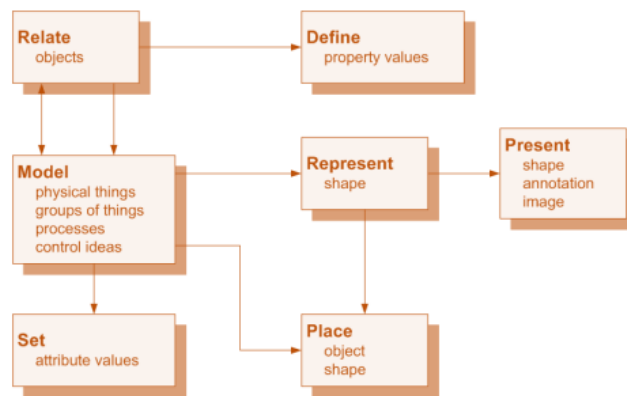 Relate
objects
Define
property values
Model
physical things
groups of things
processes
control ideas
Represent
shape
Present
shape
annotation
image
Set
attribute values
Place
object
shape